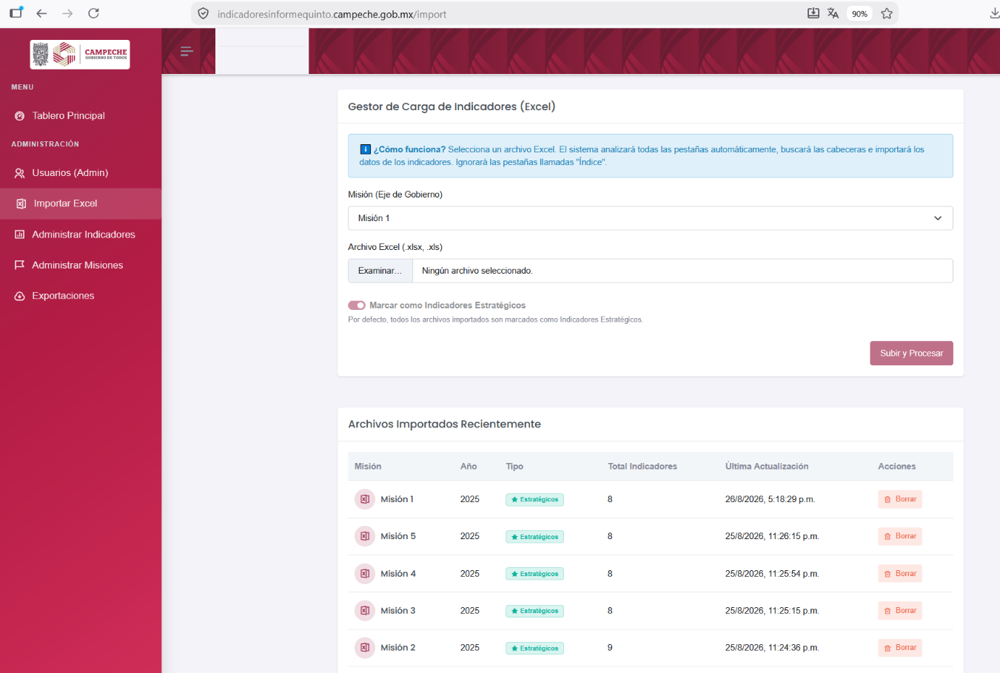 indicadoresinformequinto.campeche.gob.mx/import
90%
CAMPECHE
GOBIERNO DE TODOS
MENU
Tablero Principal
ADMINISTRACIÓN
Usuarios (Admin)
Importar Excel
Administrar Indicadores
Administrar Misiones
Exportaciones
Gestor de Carga de Indicadores (Excel)
¿Cómo funciona? Selecciona un archivo Excel. El sistema analizará todas las pestañas automáticamente, buscará las cabeceras e importará los
datos de los indicadores. Ignorará las pestañas llamadas "Índice".
Misión (Eje de Gobierno)
Misión 1
Archivo Excel (.xlsx, .xls)
Examinar... Ningún archivo seleccionado.
Marcar como Indicadores Estratégicos
Por defecto, todos los archivos importados son marcados como Indicadores Estratégicos.
Subir y Procesar
Archivos Importados Recientemente
Misión Año Tipo Total Indicadores Última Actualización Acciones
Misión 1 2025 Estratégicos 8 26/8/2026, 5:18:29 p.m. Borrar
Misión 5 2025 Estratégicos 8 25/8/2026, 11:26:15 p.m. Borrar
Misión 4 2025 Estratégicos 8 25/8/2026, 11:25:54 p.m. Borrar
Misión 3 2025 Estratégicos 8 25/8/2026, 11:25:15 p.m. Borrar
Misión 2 2025 Estratégicos 9 25/8/2026, 11:24:36 p.m. Borrar